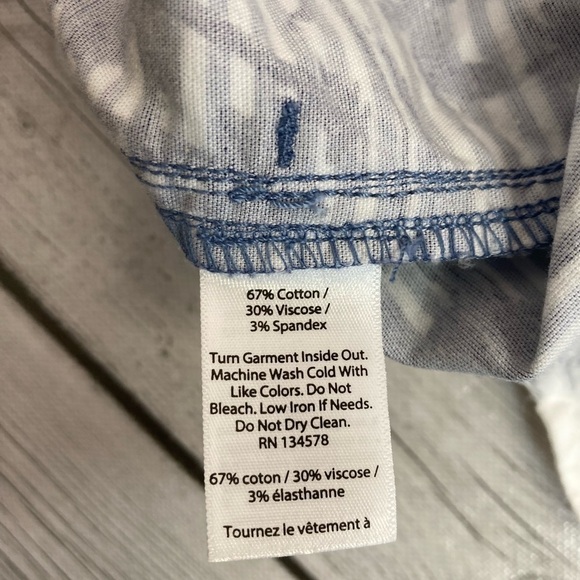 67% Cotton /
30% Viscose /
3% Spandex
Turn Garment Inside Out.
Machine Wash Cold With
Like Colors. Do Not
Bleach. Low Iron If Needs.
Do Not Dry Clean.
RN 134578
67% coton / 30% viscose /
3% élasthanne
Tournez le vêtement à